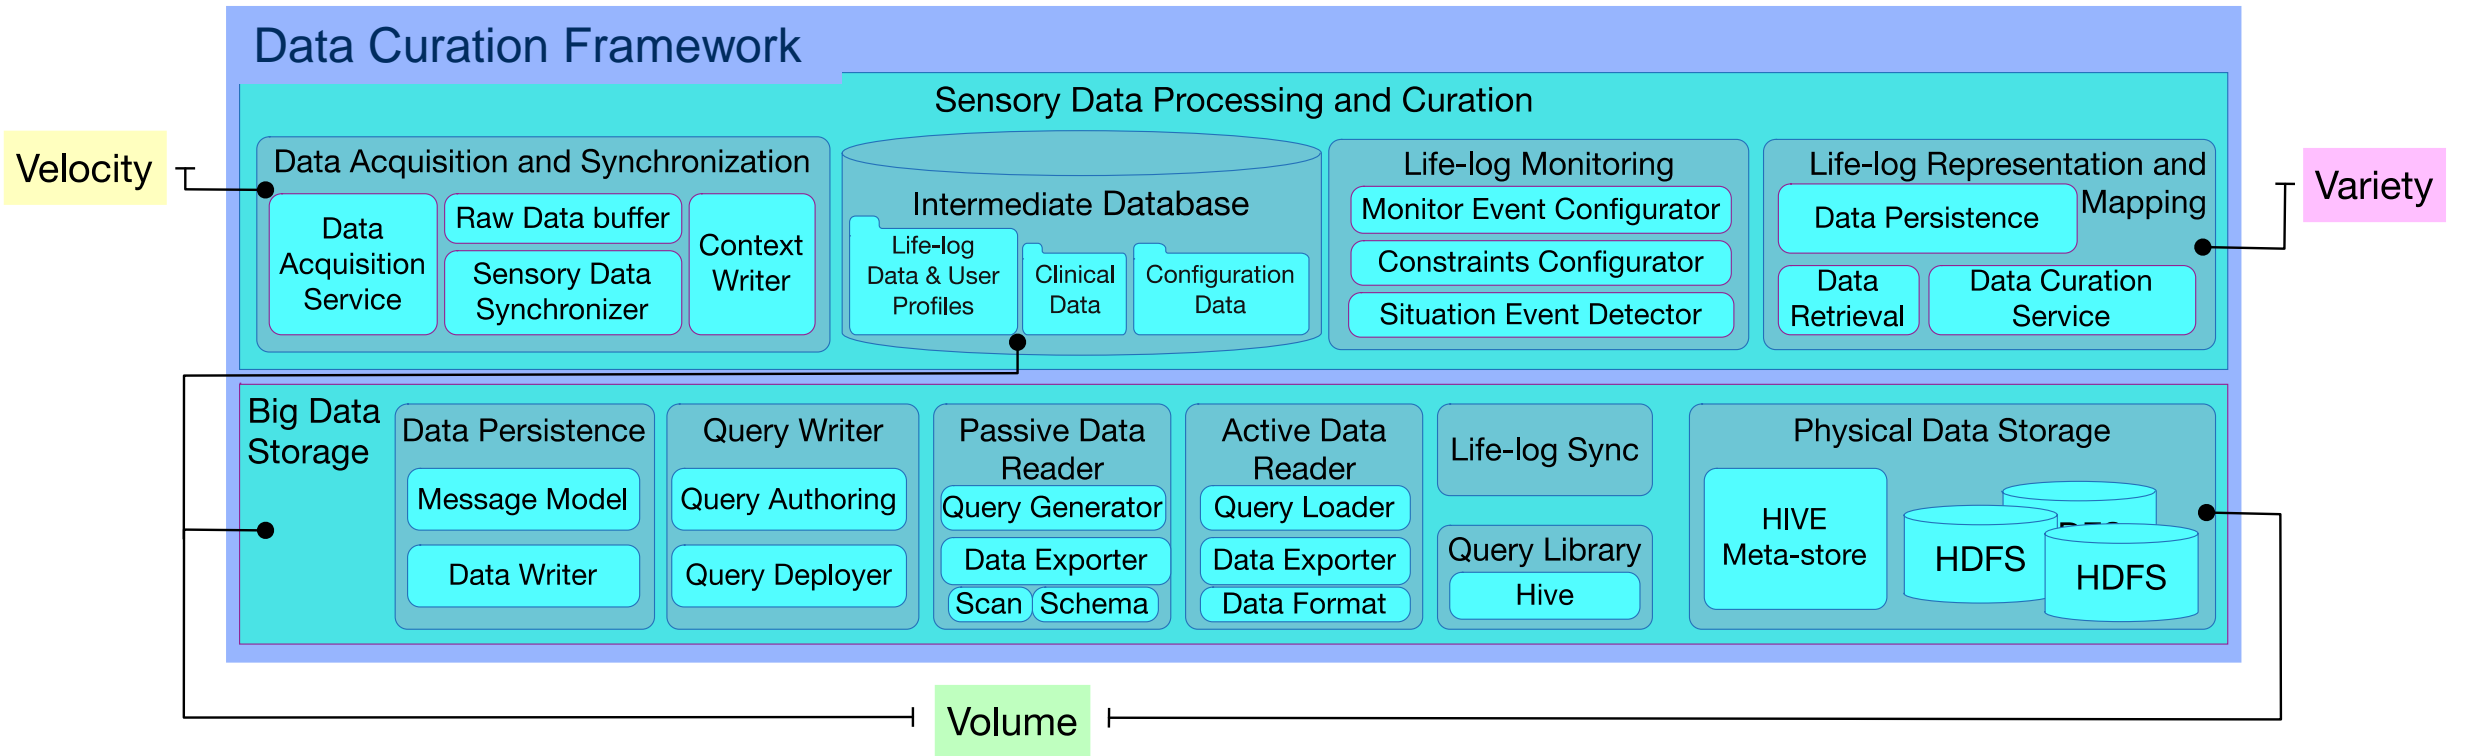 Data Curation Framework
Sensory Data Processing and Curation
Velocity
Data Acquisition and Synchronization
Data
Acquisition
Service
Raw Data buffer
Sensory Data
Synchronizer
Context
Writer
Intermediate Database
Life-log
Data & User
Profiles
Clinical
Data
Configuration
Data
Life-log Monitoring
Monitor Event Configurator
Constraints Configurator
Situation Event Detector
Life-log Representation and
Mapping
Data Persistence
Data
Retrieval
Data Curation
Service
Variety
Big Data
Storage
Data Persistence
Message Model
Data Writer
Query Writer
Query Authoring
Query Deployer
Passive Data
Reader
Query Generator
Data Exporter
Scan
Schema
Active Data
Reader
Query Loader
Data Exporter
Data Format
Life-log Sync
Query Library
Hive
Physical Data Storage
HIVE
Meta-store
HDFS
HDFS
Volume